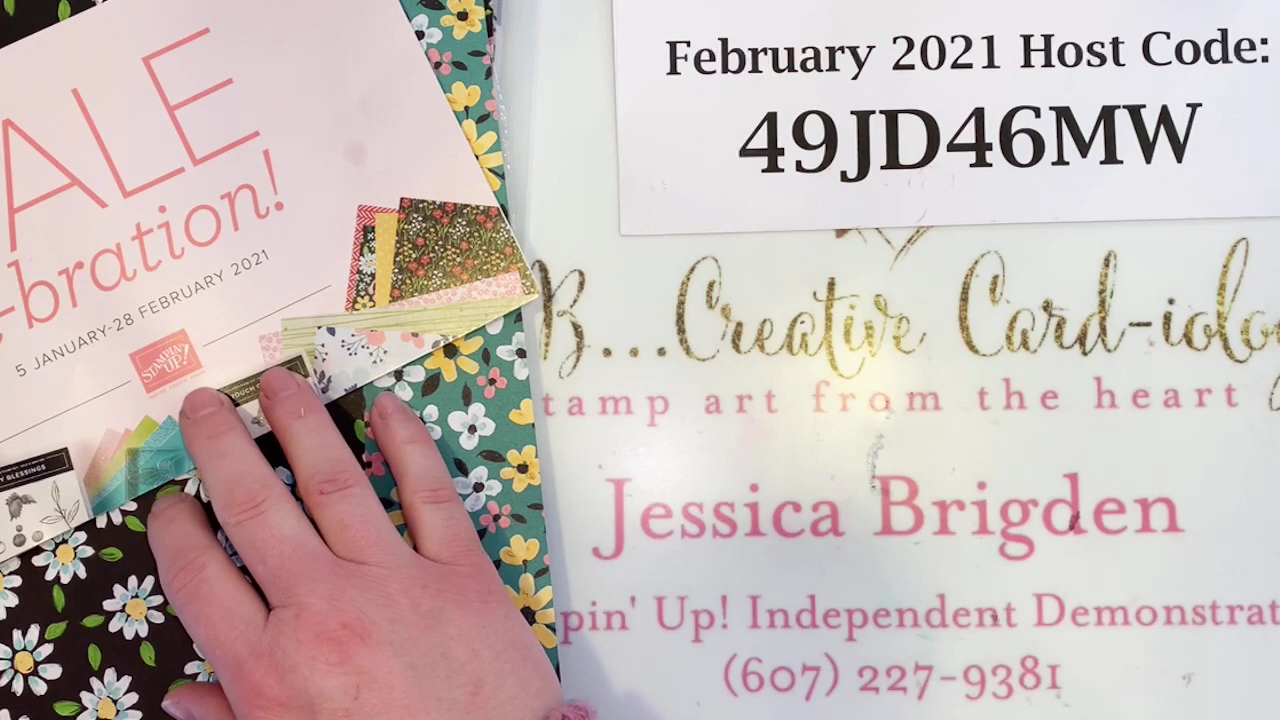 ALE
-bration!
5 JANUARY-28 FEBRUARY 2021
STAMPIN' UP!
Y BLESSINGS
February 2021 Host Code:
49JD46MW
B...Creative Card-iolo
tamp art from the heart
Jessica Brigden
pin' Up! Independent Demonstrat
(607) 227-9381